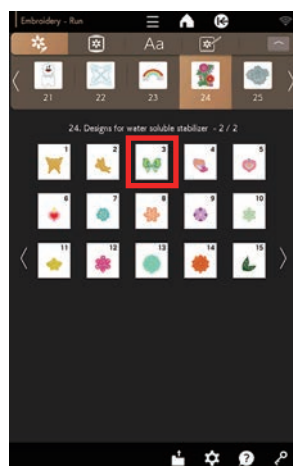 Embroidery - Run
Aa
21 22 23 24 25
24. Designs for water soluble stabilizer - 2 / 2
1 2 3 4 5
6 7 8 9 10
11 12 13 14 15